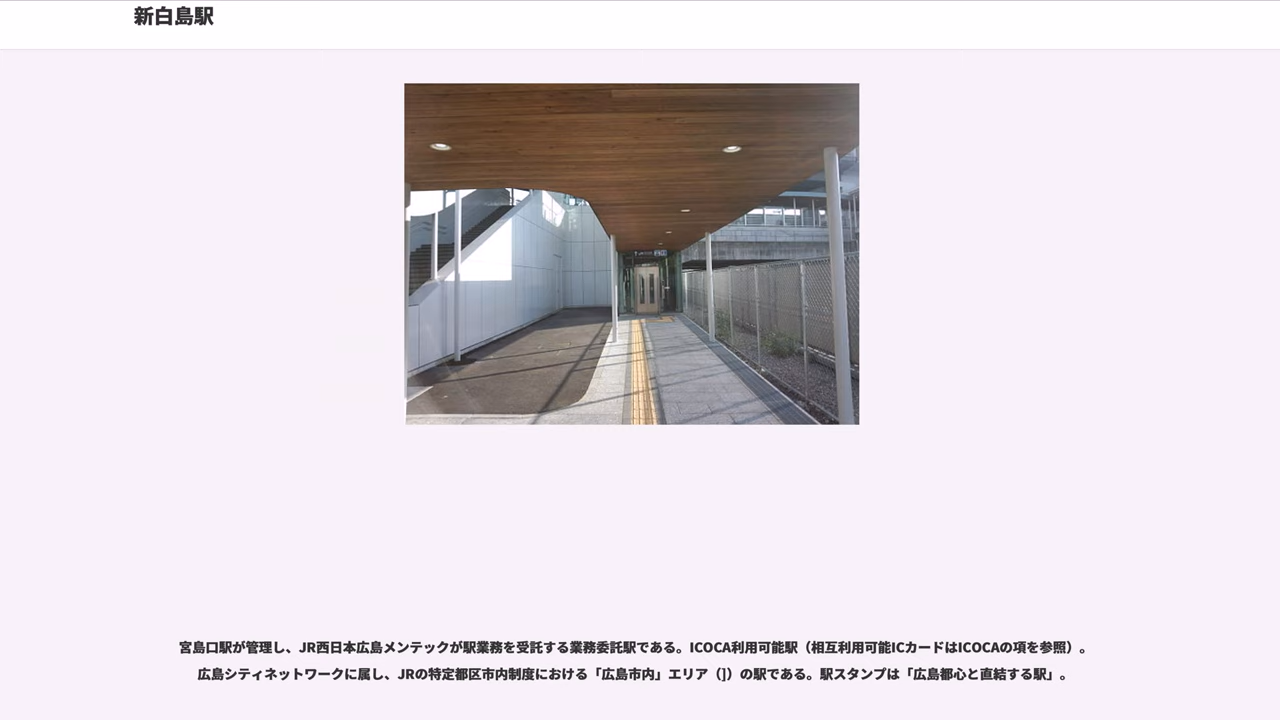 新白島駅
宮島口駅が管理し、JR西日本広島メンテックが駅業務を受託する業務委託駅である。ICOCA利用可能駅（相互利用可能ICカードはICOCAの項を参照）。
広島シティネットワークに属し、JRの特定都区市内制度における「広島市内」エリア（]）の駅である。駅スタンプは「広島都心と直結する駅」。